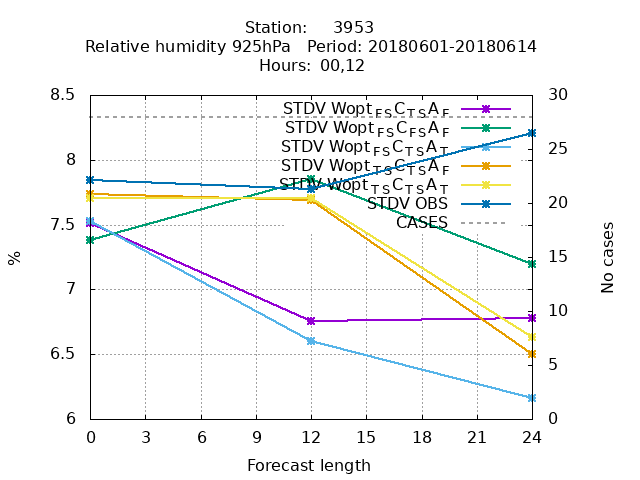 Station: 3953
Relative humidity 925hPa Period: 20180601-20180614
Hours: 00,12
STDV Wopt_FS C_TS A_F
STDV Wopt_FS C_FS A_F
STDV Wopt_FS C_TS A_T
STDV Wopt_TS C_TS A_F
STDV Wopt_TS C_TS A_T
STDV OBS
CASES
8.5
8
7.5
7
6.5
6
%
30
25
20
15
10
5
0
No cases
0 3 6 9 12 15 18 21 24
Forecast length